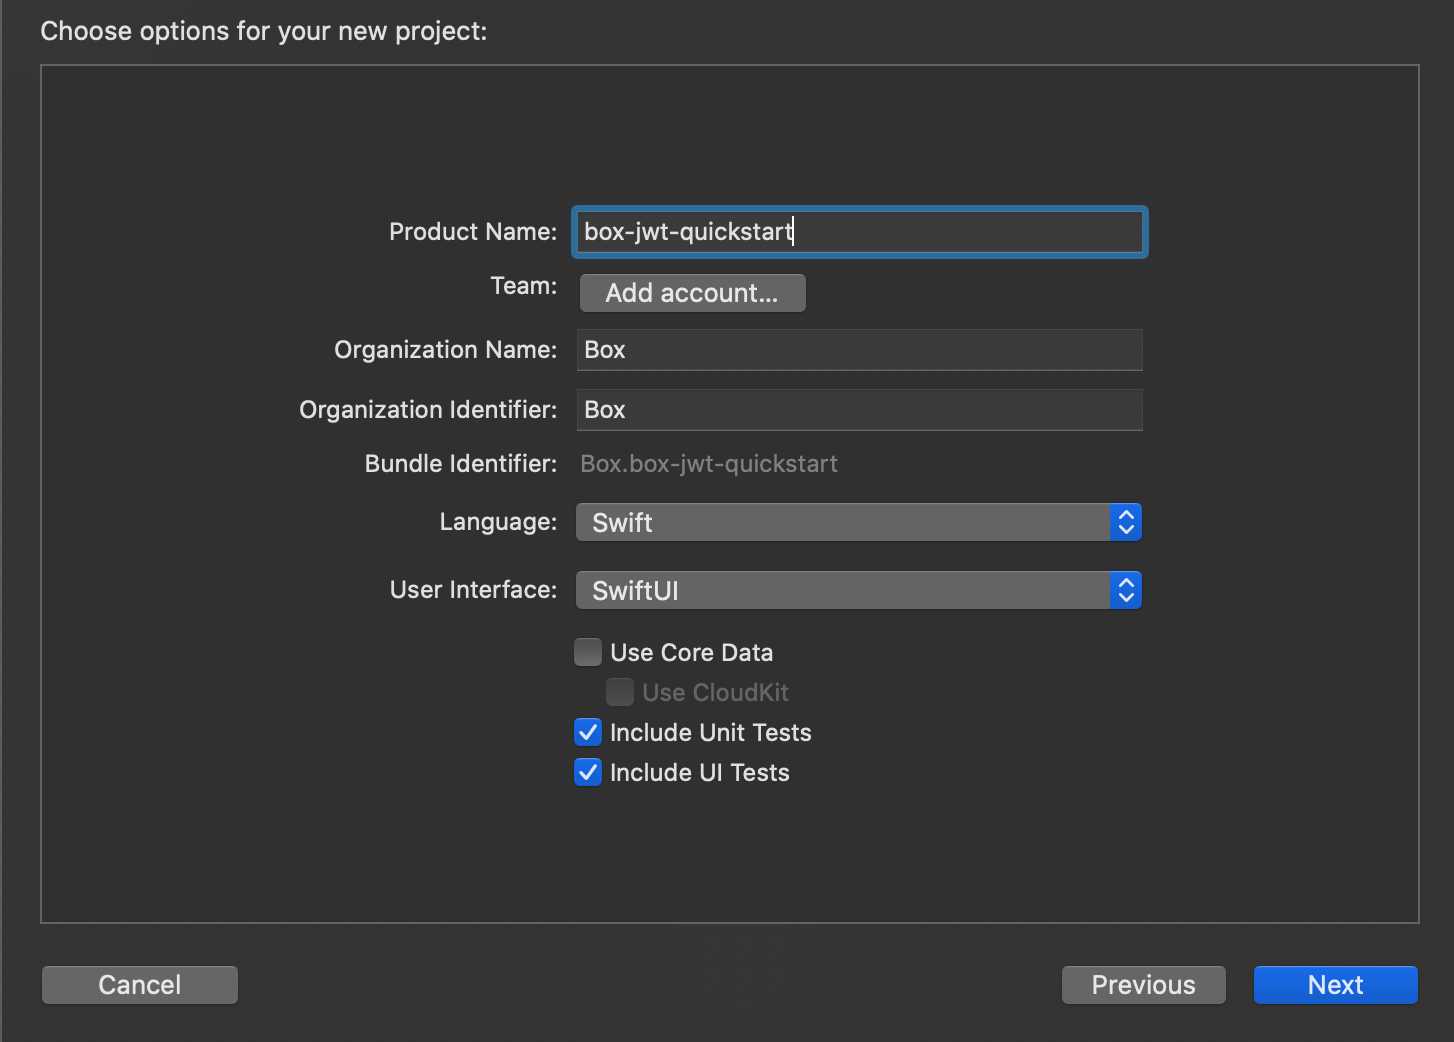 Choose options for your new project:
Product Name: box-jwt-quickstart
Team: Add account...
Organization Name: Box
Organization Identifier: Box
Bundle Identifier: Box.box-jwt-quickstart
Language: Swift
User Interface: SwiftUI
Use Core Data
Use CloudKit
Include Unit Tests
Include UI Tests
Cancel Previous Next